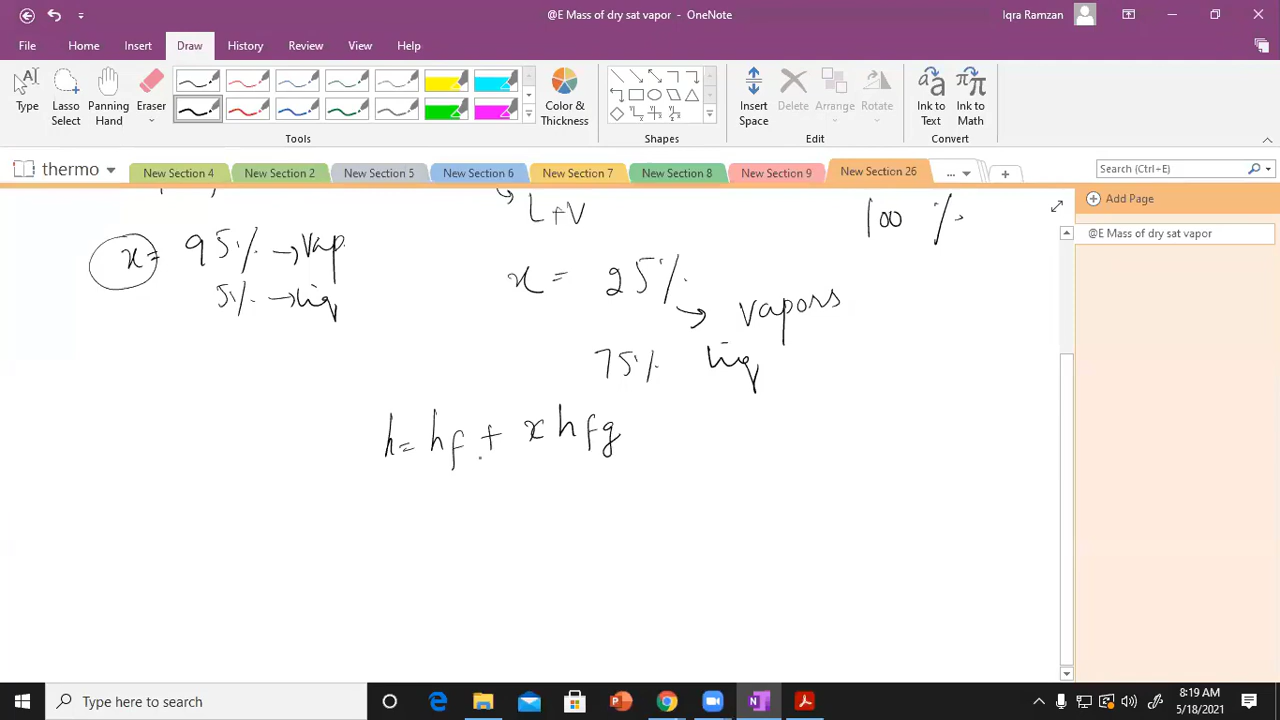 @E Mass of dry sat vapor - OneNote
Iqra Ramzan
File Home Insert Draw History Review View Help
Type
Lasso Select
Panning Hand
Eraser
Tools
Color & Thickness
Shapes
Insert Space
Delete
Arrange
Rotate
Edit
Ink to Text
Ink to Math
Convert
thermo
New Section 4
New Section 2
New Section 5
New Section 6
New Section 7
New Section 8
New Section 9
New Section 26
...
Search (Ctrl+E)
Add Page
@E Mass of dry sat vapor
L+V
100 %
x = 95% → vap
5% → liq
x = 25%
→ vapors
75% liq
h = hf + x hfg
Type here to search
8:19 AM
5/18/2021